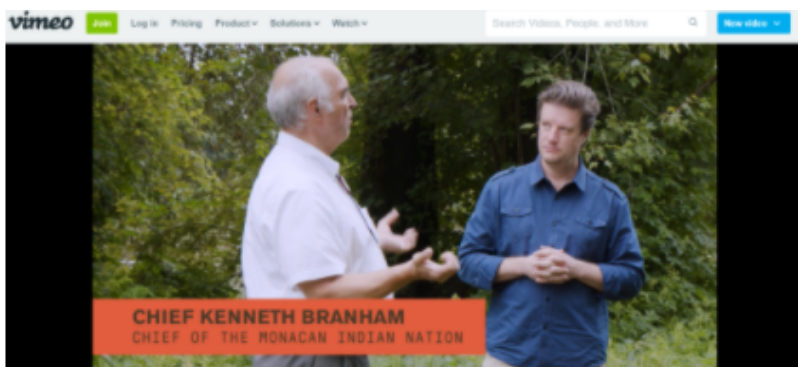 vimeo Join Log in Pricing Product Solutions Watch Search Videos, People, and More New video
CHIEF KENNETH BRANHAM
CHIEF OF THE MONACAN INDIAN NATION